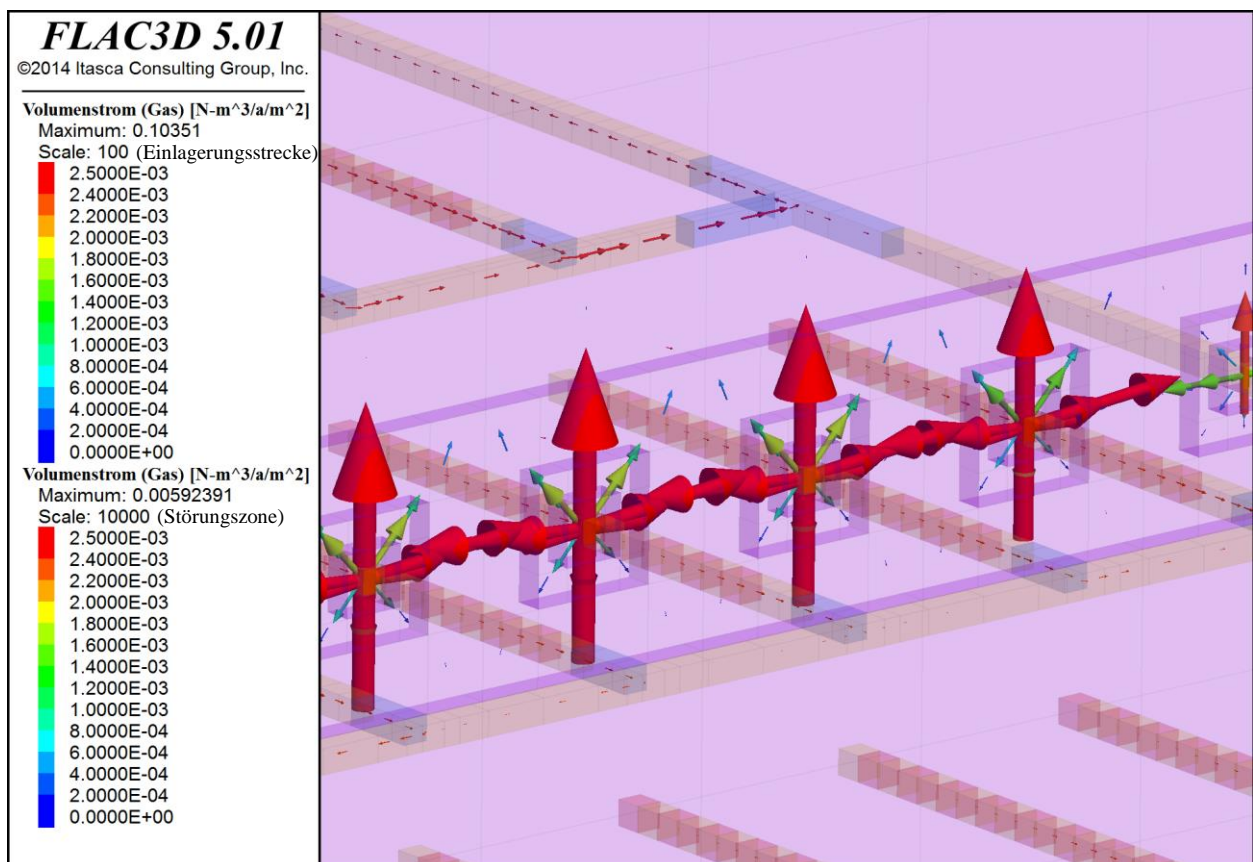 FLAC3D 5.01
©2014 Itasca Consulting Group, Inc.
Volumenstrom (Gas) [N-m^3/a/m^2]
Maximum: 0.10351
Scale: 100 (Einlagerungsstrecke)
2.5000E-03
2.4000E-03
2.2000E-03
2.0000E-03
1.8000E-03
1.6000E-03
1.4000E-03
1.2000E-03
1.0000E-03
8.0000E-04
6.0000E-04
4.0000E-04
2.0000E-04
0.0000E+00
Volumenstrom (Gas) [N-m^3/a/m^2]
Maximum: 0.00592391
Scale: 10000 (Störungszone)
2.5000E-03
2.4000E-03
2.2000E-03
2.0000E-03
1.8000E-03
1.6000E-03
1.4000E-03
1.2000E-03
1.0000E-03
8.0000E-04
6.0000E-04
4.0000E-04
2.0000E-04
0.0000E+00